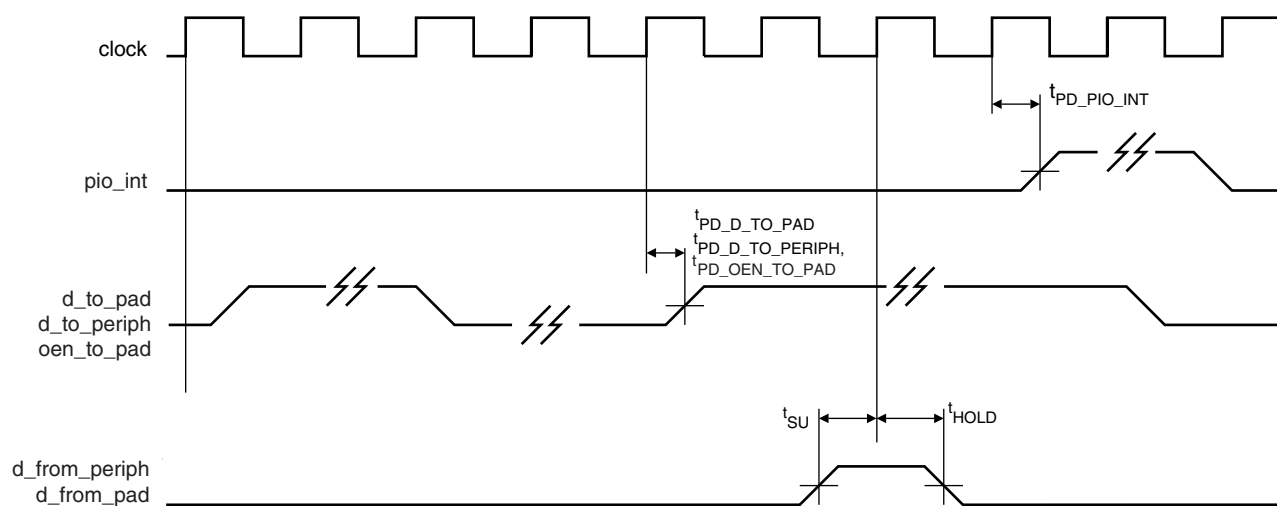 clock
tPD_PIO_INT
pio_int
tPD_D_TO_PAD
tPD_D_TO_PERIPH,
tPD_OEN_TO_PAD
d_to_pad
d_to_periph
oen_to_pad
tSU
tHOLD
d_from_periph
d_from_pad